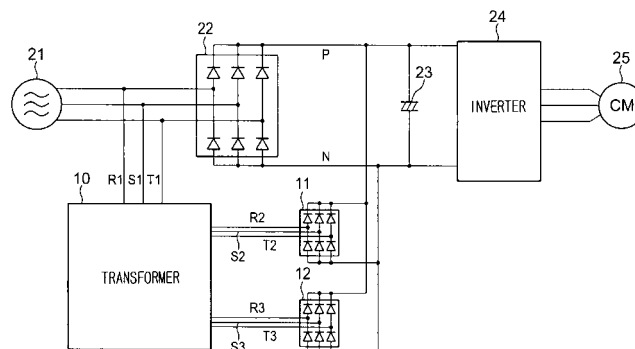 24
22
21
P
23
25
INVERTER
CM
N
10
R1 S1 T1
11
R2
T2
S2
TRANSFORMER
12
R3
T3
S3